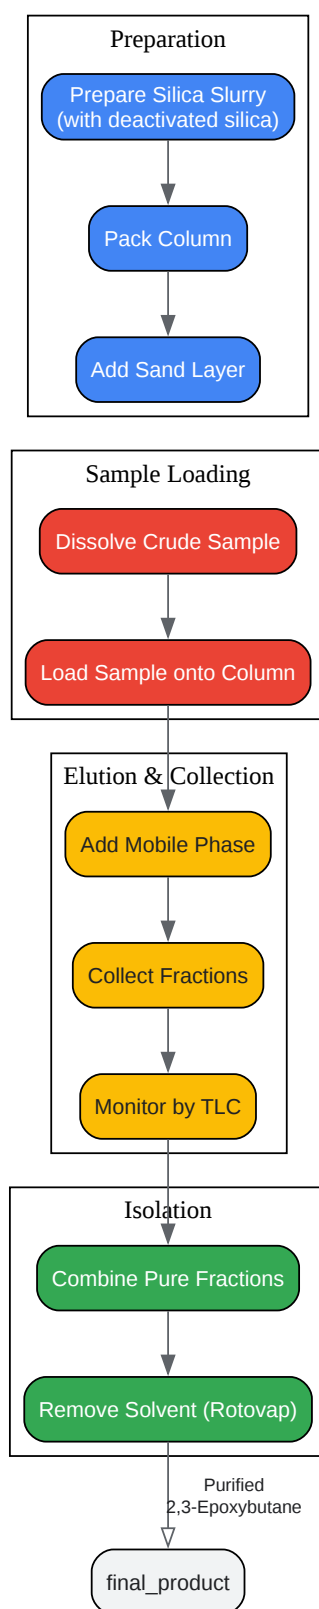 Preparation
Prepare Silica Slurry
(with deactivated silica)
Pack Column
Add Sand Layer
Sample Loading
Dissolve Crude Sample
Load Sample onto Column
Elution & Collection
Add Mobile Phase
Collect Fractions
Monitor by TLC
Isolation
Combine Pure Fractions
Remove Solvent (Rotovap)
Purified
2,3-Epoxybutane
final_product